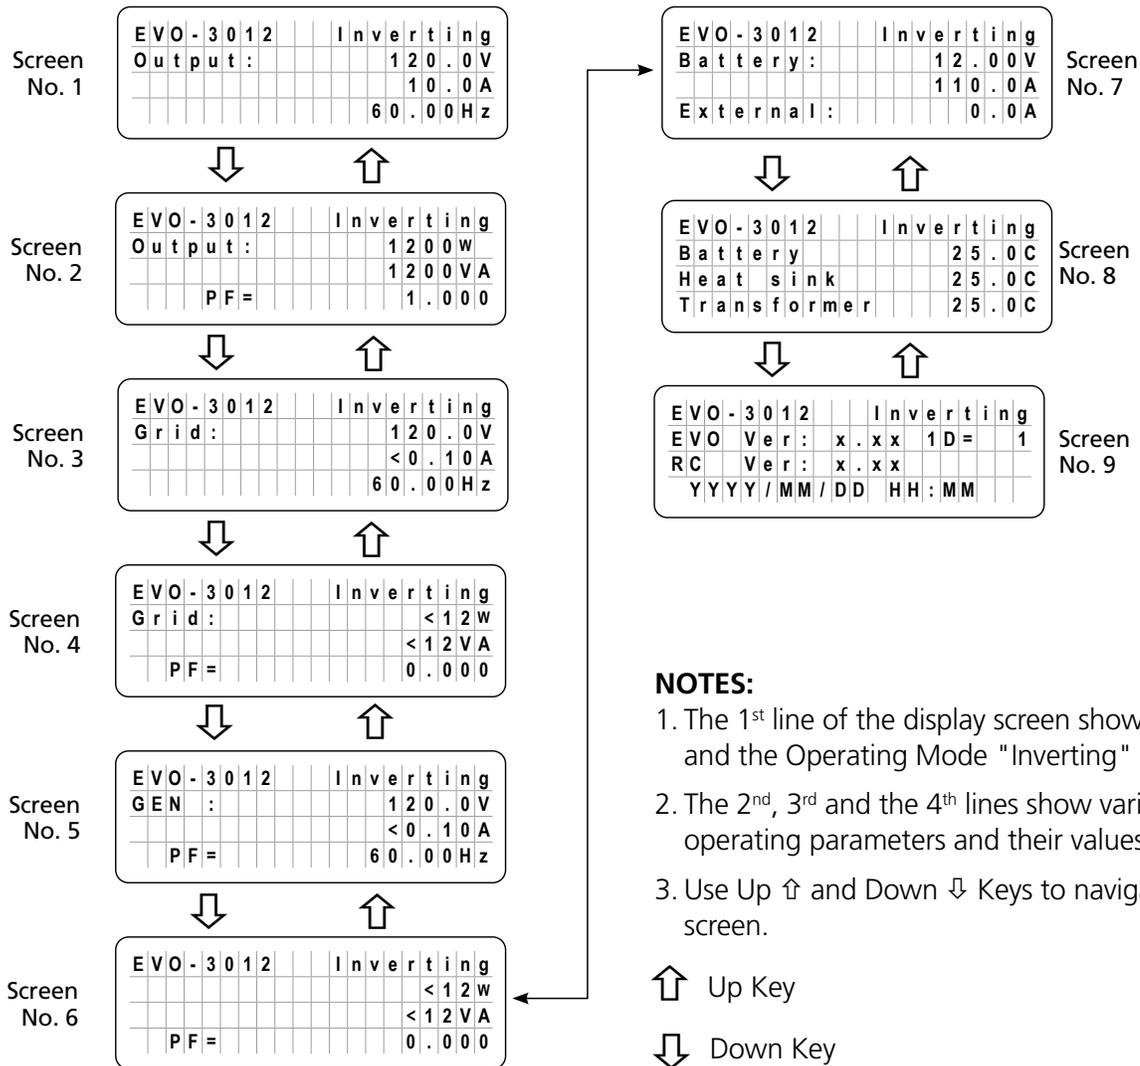 Screen
No. 1
EVO-3012 Inverting
Output: 120.0V
10.0A
60.00Hz
Screen
No. 2
EVO-3012 Inverting
Output: 1200W
1200VA
PF= 1.000
Screen
No. 3
EVO-3012 Inverting
Grid: 120.0V
<0.10A
60.00Hz
Screen
No. 4
EVO-3012 Inverting
Grid: <12W
<12VA
PF= 0.000
Screen
No. 5
EVO-3012 Inverting
GEN : 120.0V
<0.10A
PF= 60.00Hz
Screen
No. 6
EVO-3012 Inverting
<12W
<12VA
PF= 0.000
Screen
No. 7
EVO-3012 Inverting
Battery: 12.00V
110.0A
External: 0.0A
Screen
No. 8
EVO-3012 Inverting
Battery 25.0C
Heat sink 25.0C
Transformer 25.0C
Screen
No. 9
EVO-3012 Inverting
EVO Ver: x.xx 1D= 1
RC Ver: x.xx
YYYY/MM/DD HH:MM
NOTES:
1. The 1st line of the display screen show
and the Operating Mode "Inverting"
2. The 2nd, 3rd and the 4th lines show vari
operating parameters and their values
3. Use Up ⇧ and Down ⇩ Keys to naviga
screen.
⇧ Up Key
⇩ Down Key